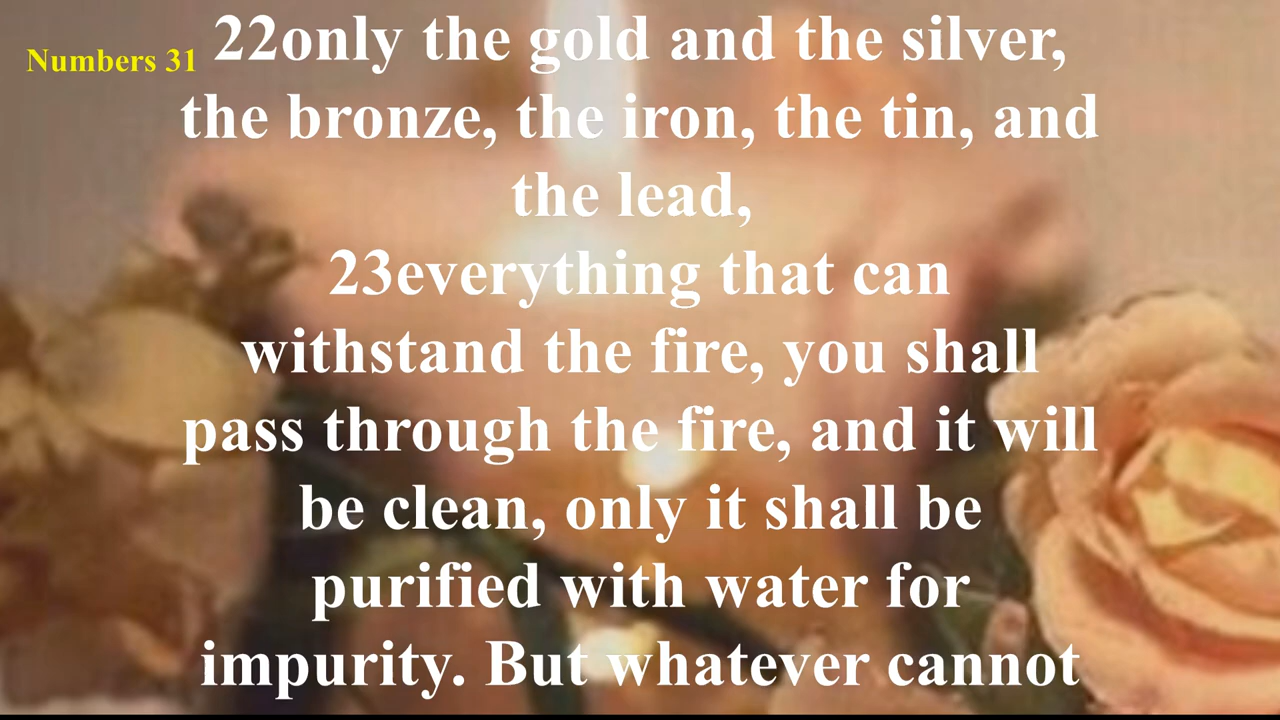 Numbers 31
22only the gold and the silver,
the bronze, the iron, the tin, and
the lead,
23everything that can
withstand the fire, you shall
pass through the fire, and it will
be clean, only it shall be
purified with water for
impurity. But whatever cannot